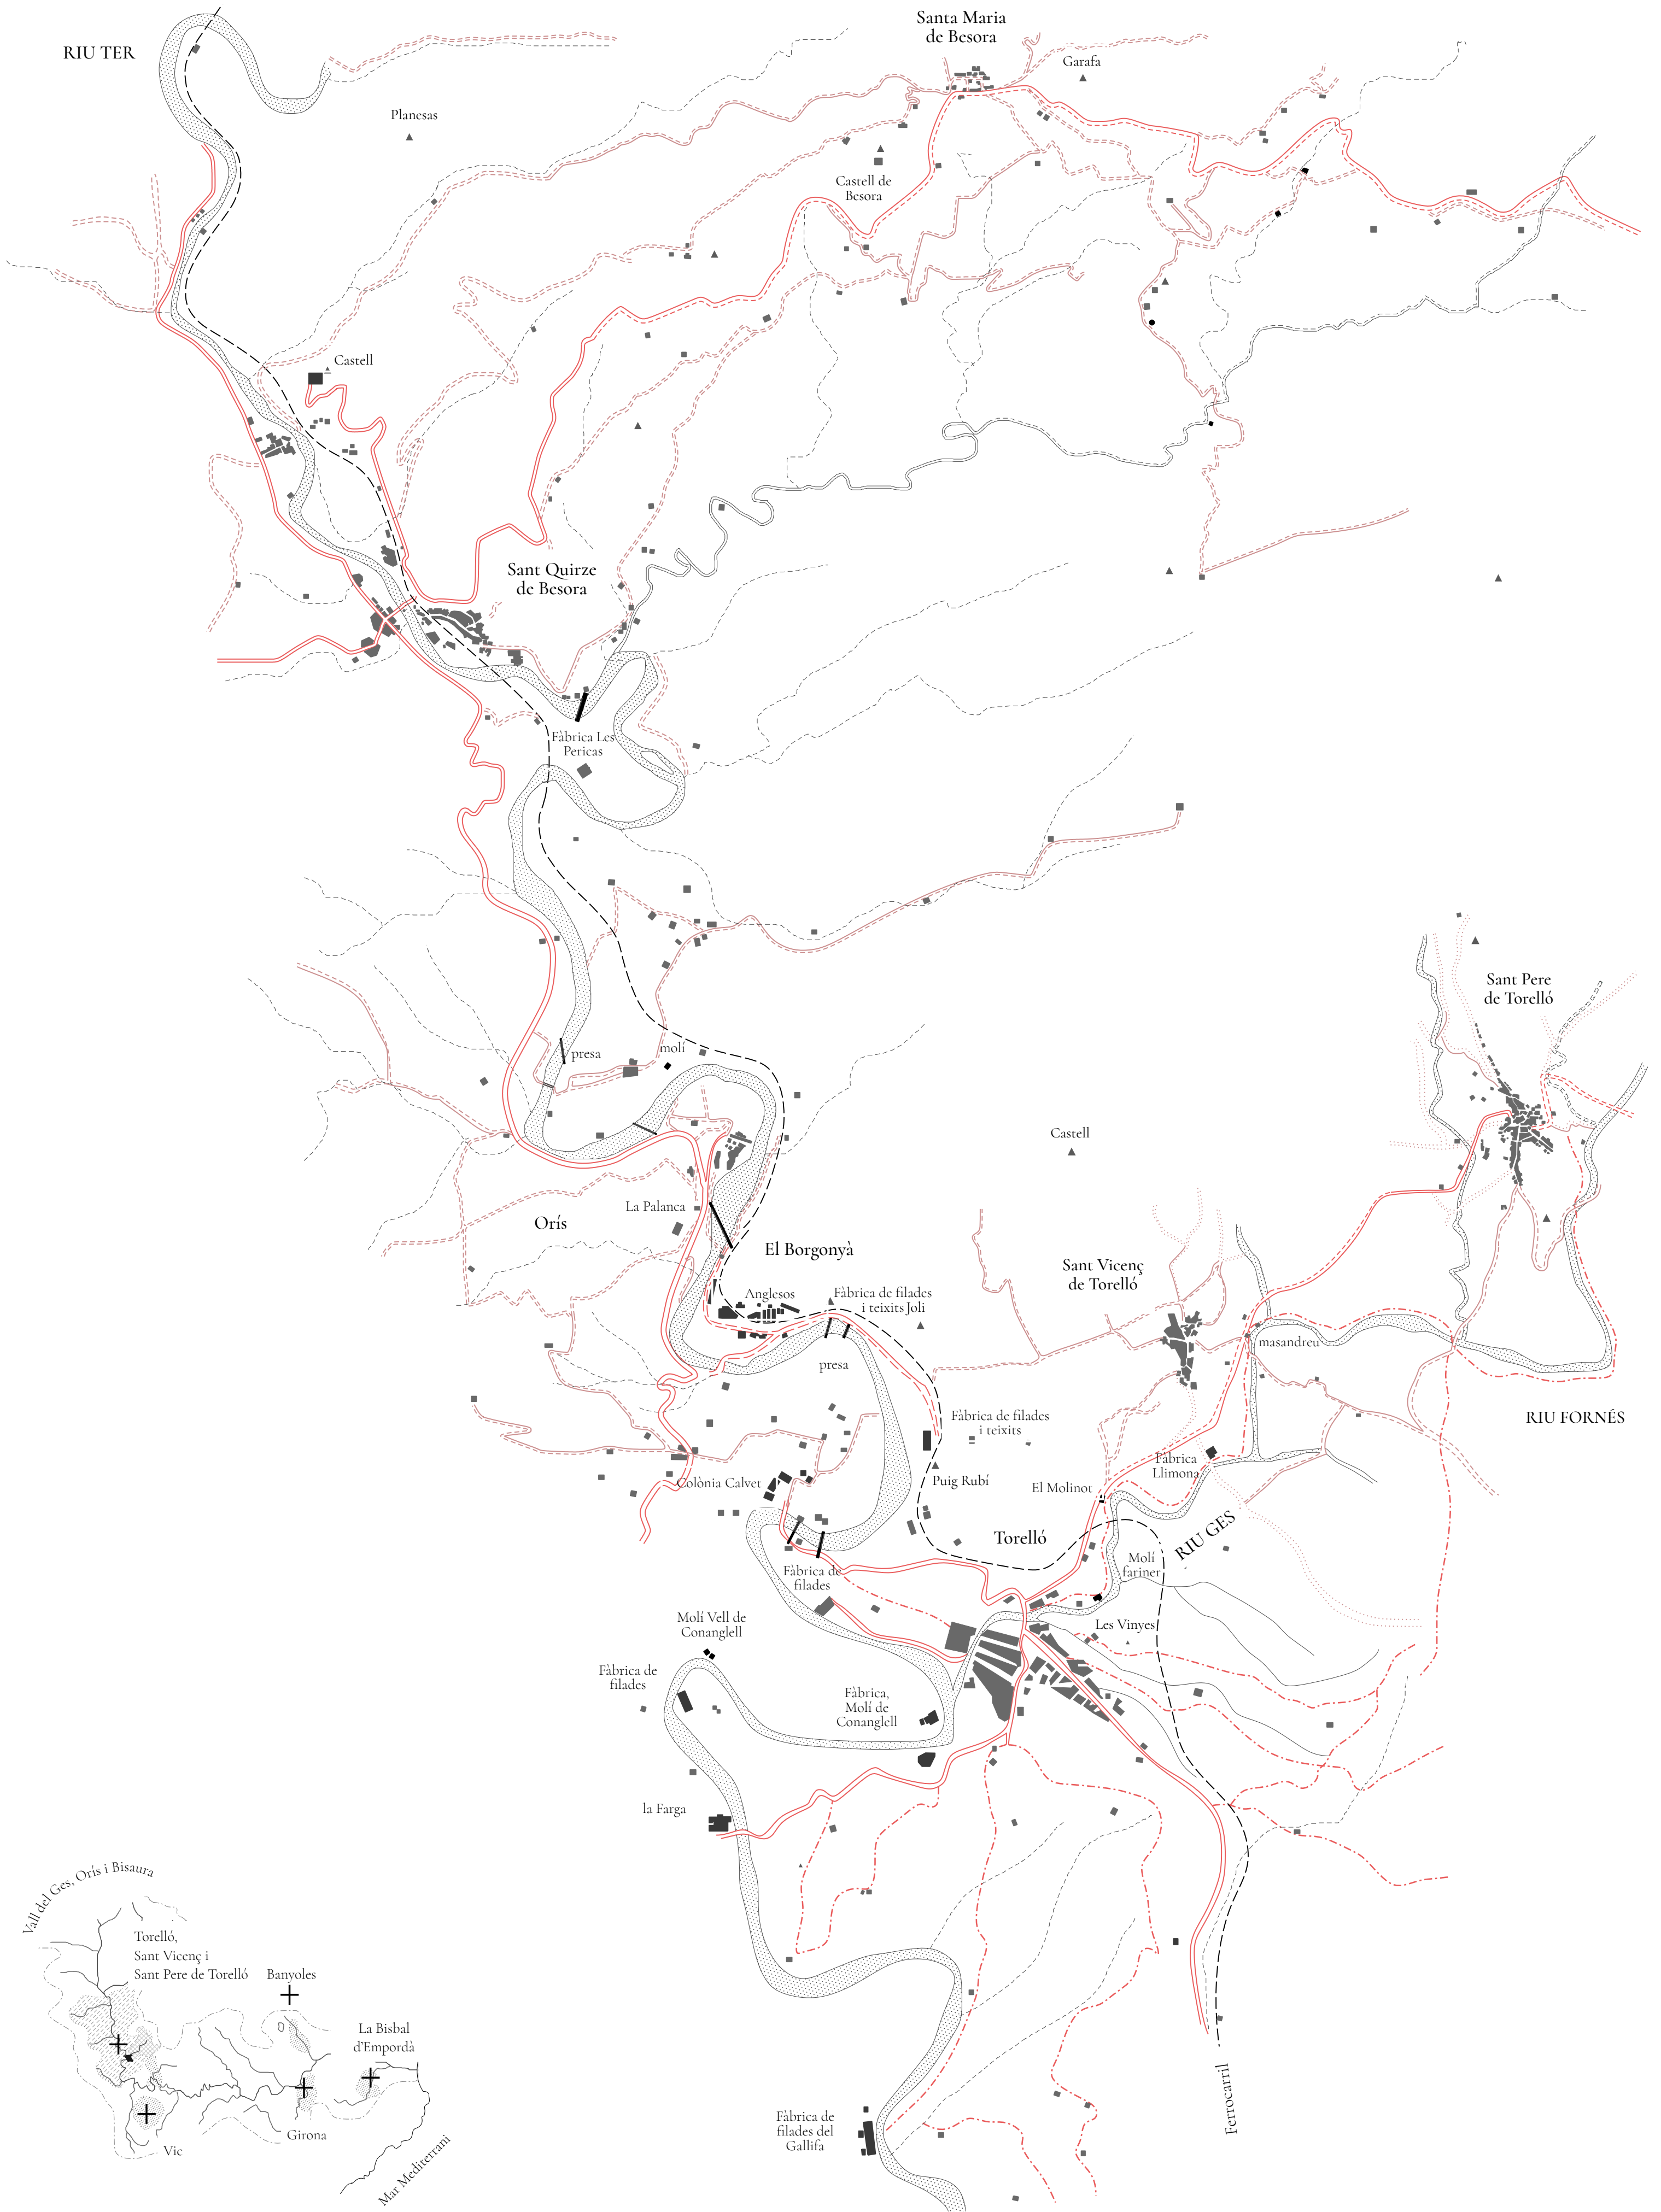 RIU TER
Santa Maria
de Besora
Garafa
Planesas
Castell de
Besora
Castell
Sant Quirze
de Besora
Fàbrica Les
Pericas
Sant Pere
de Torelló
presa
molí
Castell
La Palanca
Orís
El Borgonyà
Sant Vicenç
de Torelló
Anglesos
Fàbrica de filades
i teixits Joli
masandreu
presa
RIU FORNÉS
Fàbrica de filades
i teixits
Fàbrica
Llimona
Colònia Calvet
Puig Rubí
El Molinot
RIU GES
Torelló
Molí
fariner
Fàbrica de
filades
Molí Vell de
Conanglell
Les Vinyes
Fàbrica de
filades
Fàbrica,
Molí de
Conanglell
la Farga
Vall del Ges, Orís i Bisaura
Torelló,
Sant Vicenç i
Sant Pere de Torelló
Banyoles
La Bisbal
d'Empordà
Girona
Vic
Mar Mediterrani
Ferrocarril
Fàbrica de
filades del
Gallifa